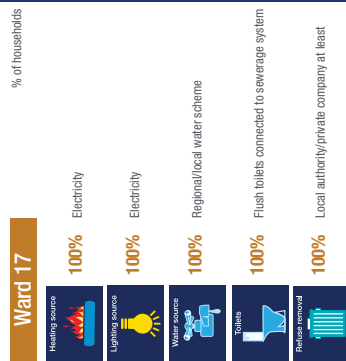 Ward 17
% of households
Heating source
100% Electricity
Lighting source
100% Electricity
Water source
100% Regional/local water scheme
Toilets
100% Flush toilets connected to sewerage system
Refuse removal
100% Local authority/private company at least